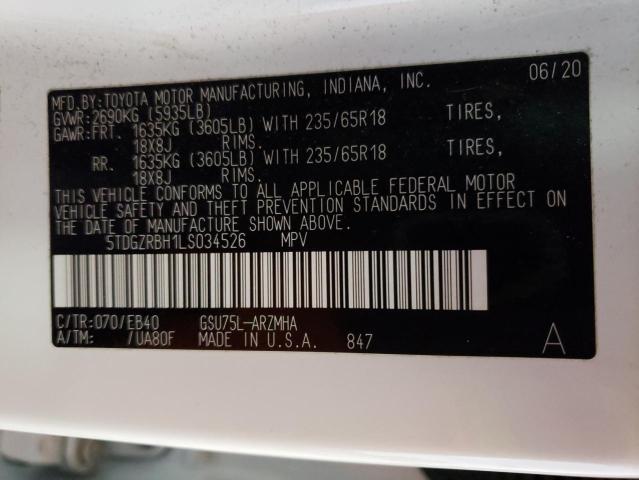 MFD.BY:TOYOTA MOTOR MANUFACTURING, INDIANA, INC. 06/20
GVWR:2690KG (5935LB)
GAWR:FRT. 1635KG (3605LB) WITH 235/65R18 TIRES,
18X8J RIMS.
RR. 1635KG (3605LB) WITH 235/65R18 TIRES,
18X8J RIMS.
THIS VEHICLE CONFORMS TO ALL APPLICABLE FEDERAL MOTOR
VEHICLE SAFETY AND THEFT PREVENTION STANDARDS IN EFFECT ON
THE DATE OF MANUFACTURE SHOWN ABOVE.
5TDGZRBH1LS034526 MPV
C/TR:070/EB40 GSU75L-ARZMHA
A/TM: /UA80F MADE IN U.S.A. 847 A